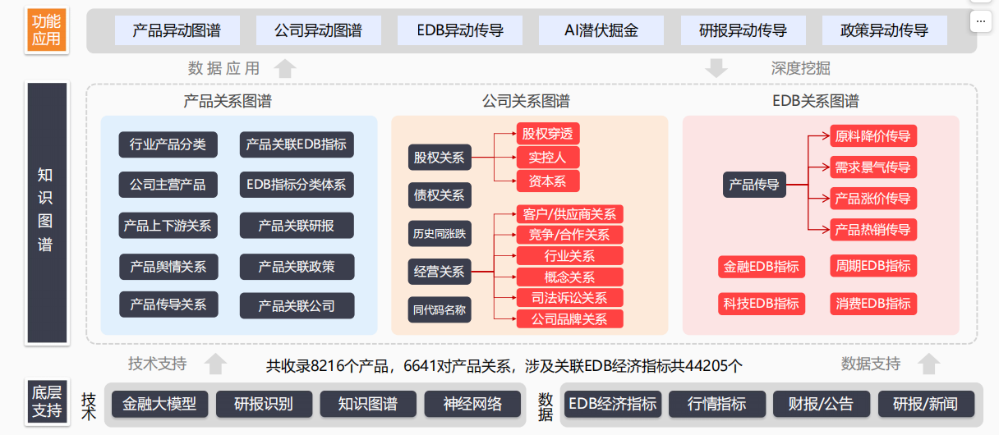 功能
应用
产品异动图谱
公司异动图谱
EDB异动传导
AI潜伏掘金
研报异动传导
政策异动传导
数据应用
深度挖掘
知
识
图
谱
产品关系图谱
行业产品分类
产品关联EDB指标
公司主营产品
EDB指标分类体系
产品上下游关系
产品关联研报
产品舆情关系
产品关联政策
产品传导关系
产品关联公司
公司关系图谱
股权关系
股权穿透
实控人
资本系
债权关系
历史同涨跌
经营关系
客户/供应商关系
竞争/合作关系
行业关系
概念关系
司法诉讼关系
公司品牌关系
同代码名称
EDB关系图谱
产品传导
原料降价传导
需求景气传导
产品涨价传导
产品热销传导
金融EDB指标
周期EDB指标
科技EDB指标
消费EDB指标
技术支持
共收录8216个产品，6641对产品关系，涉及关联EDB经济指标共44205个
数据支持
底层
支持
技
术
金融大模型
研报识别
知识图谱
神经网络
数
据
EDB经济指标
行情指标
财报/公告
研报/新闻